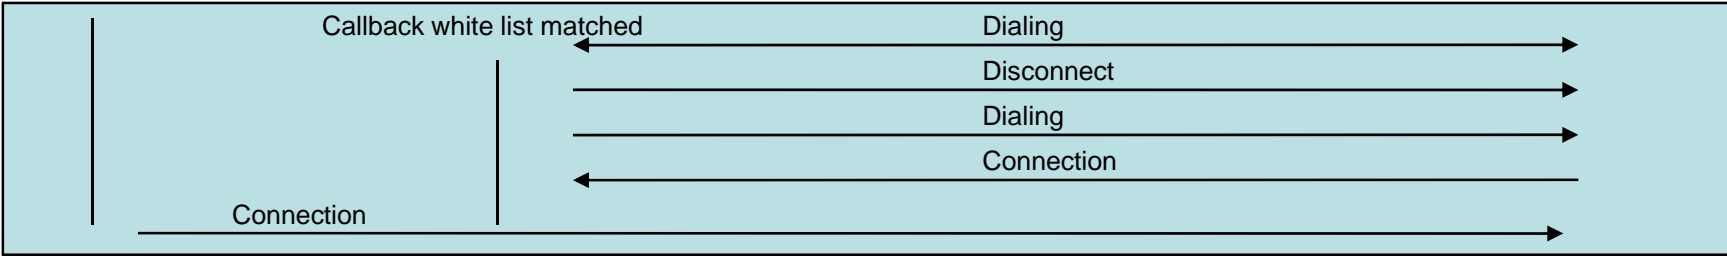 Callback white list matched
Dialing
Disconnect
Dialing
Connection
Connection